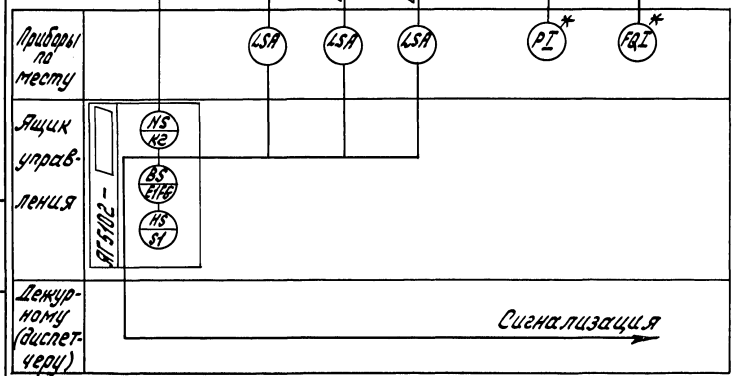 Приборы
по
месту
LSA
LSA
LSA
PI
*
FQI
*
Ящик
управ-
ления
ЯГ5102 -
NS
K2
BS
HS
S1
Дежур-
ному
(диспет-
черу)
Сигнализация